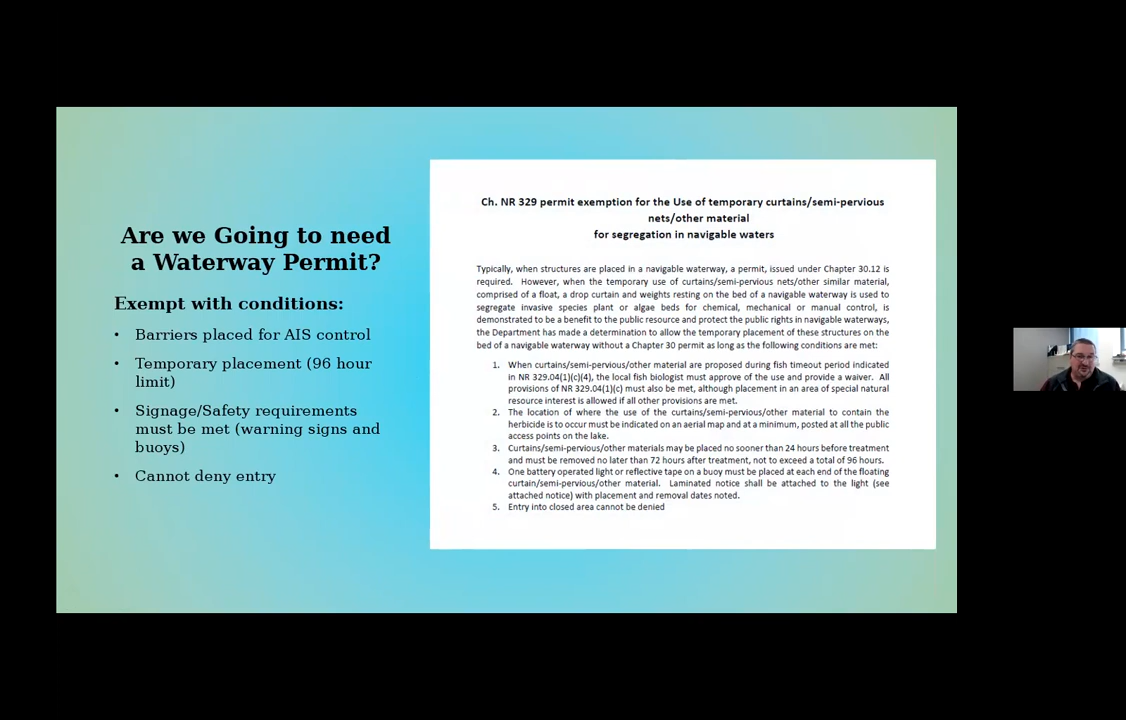 Are we Going to need
a Waterway Permit?
Exempt with conditions:
• Barriers placed for AIS control
• Temporary placement (96 hour
limit)
• Signage/Safety requirements
must be met (warning signs and
buoys)
• Cannot deny entry
Ch. NR 329 permit exemption for the Use of temporary curtains/semi-pervious
nets/other material
for segregation in navigable waters
Typically, when structures are placed in a navigable waterway, a permit, issued under Chapter 30.12 is
required. However, when the temporary use of curtains/semi-pervious nets/other similar material,
comprised of a float, a drop curtain and weights resting on the bed of a navigable waterway is used to
segregate invasive species plant or algae beds for chemical, mechanical or manual control, is
demonstrated to be a benefit to the public resource and protect the public rights in navigable waterways,
the Department has made a determination to allow the temporary placement of these structures on the
bed of a navigable waterway without a Chapter 30 permit as long as the following conditions are met:
1. When curtains/semi-pervious/other material are proposed during fish timeout period indicated
in NR 329.04(1)(c)(4), the local fish biologist must approve of the use and provide a waiver. All
provisions of NR 329.04(1)(c) must also be met, although placement in an area of special natural
resource interest is allowed if all other provisions are met.
2. The location of where the use of the curtains/semi-pervious/other material to contain the
herbicide is to occur must be indicated on an aerial map and at a minimum, posted at all the public
access points on the lake.
3. Curtains/semi-pervious/other materials may be placed no sooner than 24 hours before treatment
and must be removed no later than 72 hours after treatment, not to exceed a total of 96 hours.
4. One battery operated light or reflective tape on a buoy must be placed at each end of the floating
curtain/semi-pervious/other material. Laminated notice shall be attached to the light (see
attached notice) with placement and removal dates noted.
5. Entry into closed area cannot be denied